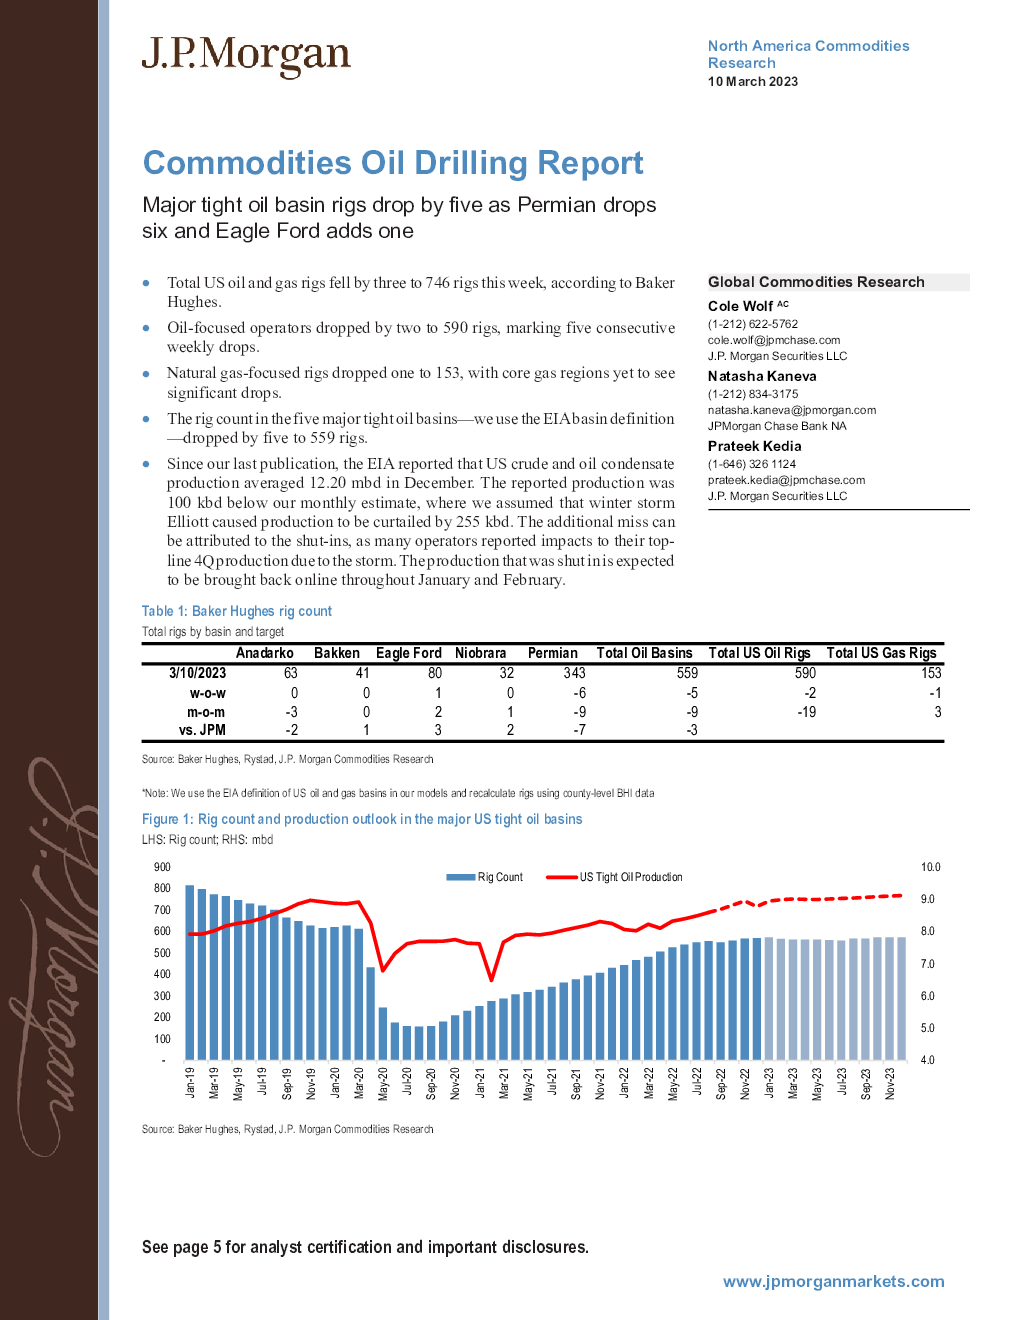 J.P.Morgan
North America Commodities
Research
10 March 2023
Commodities Oil Drilling Report
Major tight oil basin rigs drop by five as Permian drops
six and Eagle Ford adds one
• Total US oil and gas rigs fell by three to 746 rigs this week, according to Baker
Hughes.
• Oil-focused operators dropped by two to 590 rigs, marking five consecutive
weekly drops.
• Natural gas-focused rigs dropped one to 153, with core gas regions yet to see
significant drops.
• The rig count in the five major tight oil basins—we use the EIA basin definition
—dropped by five to 559 rigs.
• Since our last publication, the EIA reported that US crude and oil condensate
production averaged 12.20 mbd in December. The reported production was
100 kbd below our monthly estimate, where we assumed that winter storm
Elliott caused production to be curtailed by 255 kbd. The additional miss can
be attributed to the shut-ins, as many operators reported impacts to their top-
line 4Q production due to the storm. The production that was shut in is expected
to be brought back online throughout January and February.
Global Commodities Research
Cole Wolf AC
(1-212) 622-5762
cole.wolf@jpmchase.com
J.P. Morgan Securities LLC
Natasha Kaneva
(1-212) 834-3175
natasha.kaneva@jpmorgan.com
JPMorgan Chase Bank NA
Prateek Kedia
(1-646) 326 1124
prateek.kedia@jpmchase.com
J.P. Morgan Securities LLC
Table 1: Baker Hughes rig count
Total rigs by basin and target
Anadarko Bakken Eagle Ford Niobrara Permian Total Oil Basins Total US Oil Rigs Total US Gas Rigs
3/10/2023 63 41 80 32 343 559 590 153
w-o-w 0 0 1 0 -6 -5 -2 -1
m-o-m -3 0 2 1 -9 -9 -19 3
vs. JPM -2 1 3 2 -7 -3
Source: Baker Hughes, Rystad, J.P. Morgan Commodities Research
*Note: We use the EIA definition of US oil and gas basins in our models and recalculate rigs using county-level BHI data
Figure 1: Rig count and production outlook in the major US tight oil basins
LHS: Rig count; RHS: mbd
Rig Count US Tight Oil Production
900
800
700
600
500
400
300
200
100
-
10.0
9.0
8.0
7.0
6.0
5.0
4.0
Jan-19 Mar-19 May-19 Jul-19 Sep-19 Nov-19 Jan-20 Mar-20 May-20 Jul-20 Sep-20 Nov-20 Jan-21 Mar-21 May-21 Jul-21 Sep-21 Nov-21 Jan-22 Mar-22 May-22 Jul-22 Sep-22 Nov-22 Jan-23 Mar-23 May-23 Jul-23 Sep-23 Nov-23
Source: Baker Hughes, Rystad, J.P. Morgan Commodities Research
See page 5 for analyst certification and important disclosures.
www.jpmorganmarkets.com
J.P.Morgan